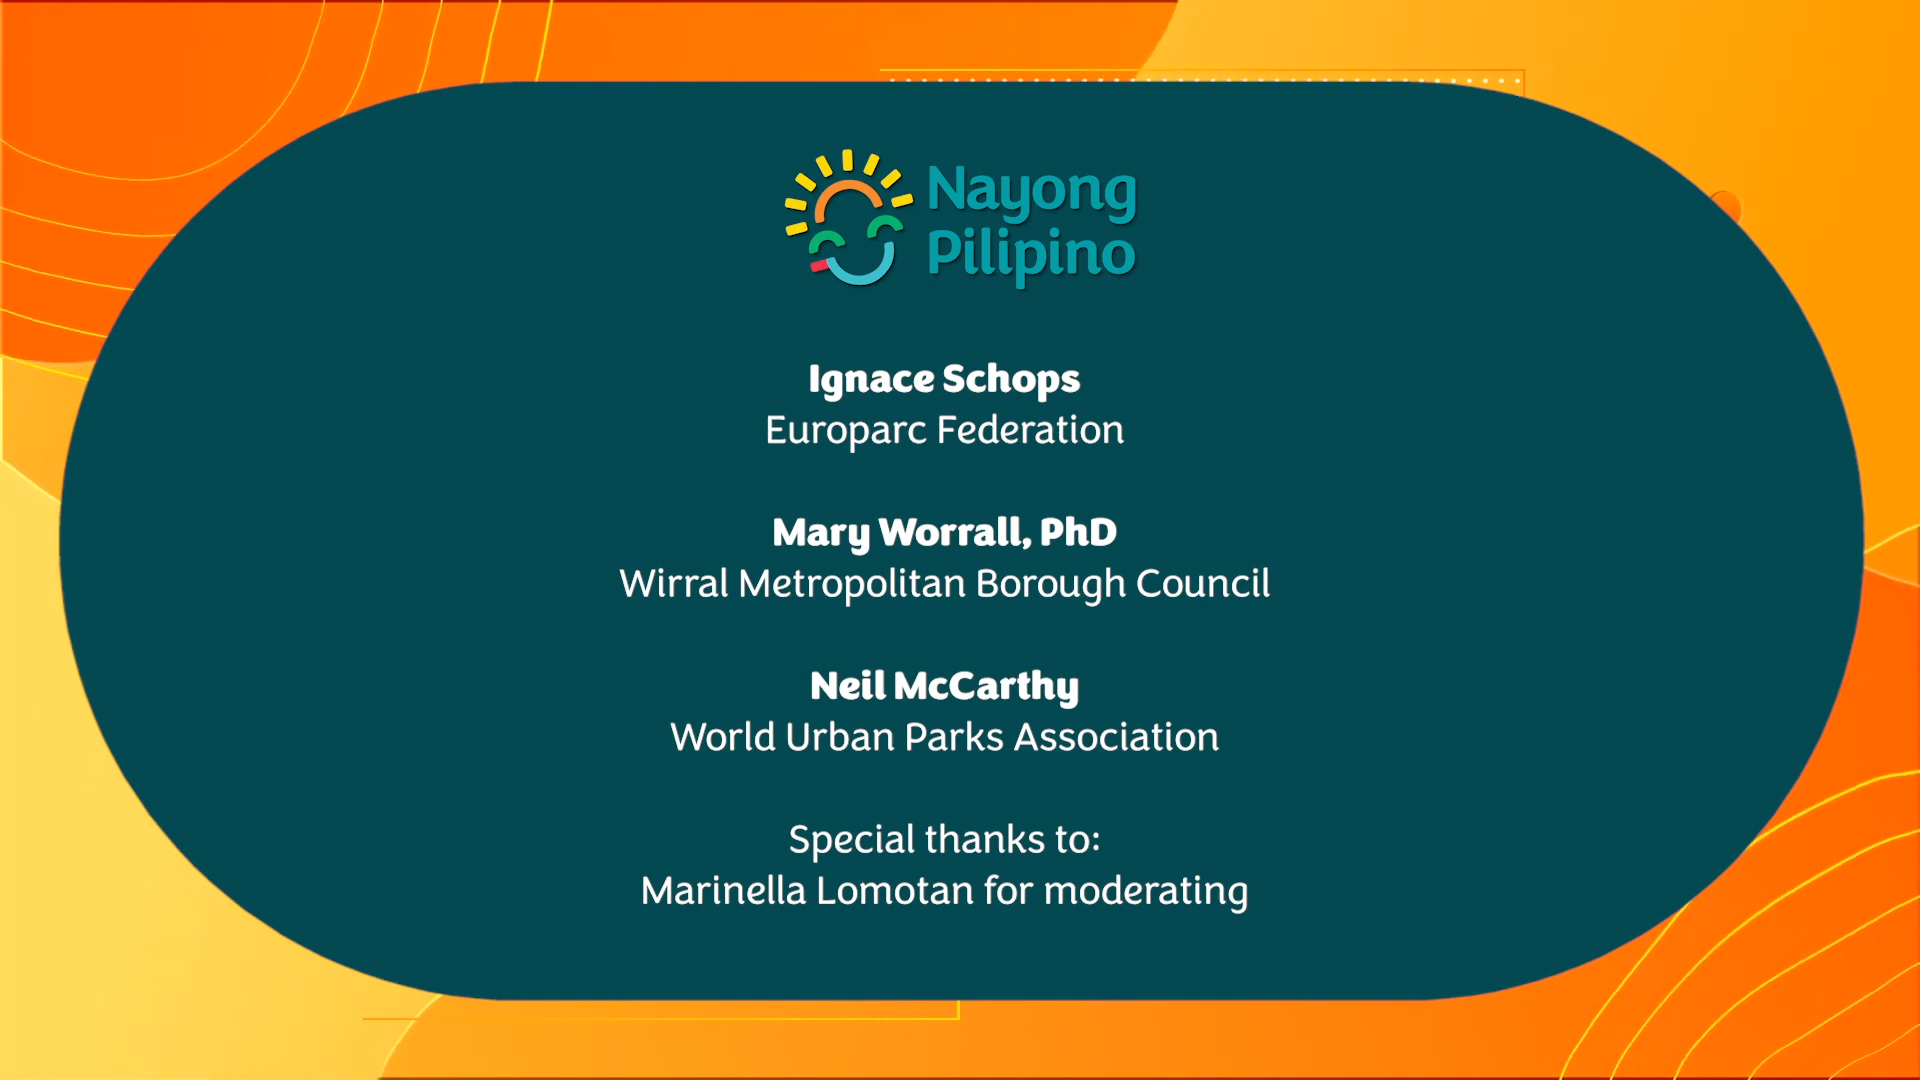 Nayong
Pilipino
Ignace Schops
Europarc Federation
Mary Worrall, PhD
Wirral Metropolitan Borough Council
Neil McCarthy
World Urban Parks Association
Special thanks to:
Marinella Lomotan for moderating